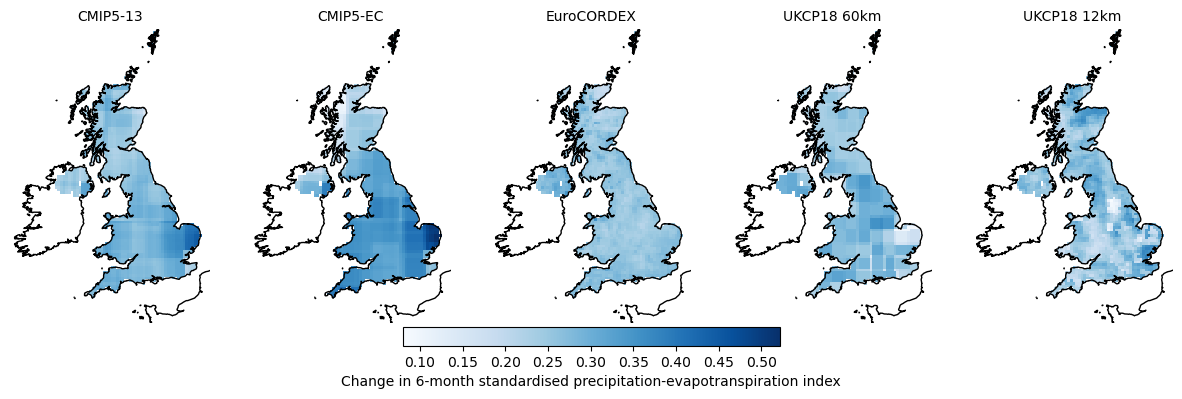 CMIP5-13 CMIP5-EC EuroCORDEX UKCP18 60km UKCP18 12km
0.10 0.15 0.20 0.25 0.30 0.35 0.40 0.45 0.50
Change in 6-month standardised precipitation-evapotranspiration index